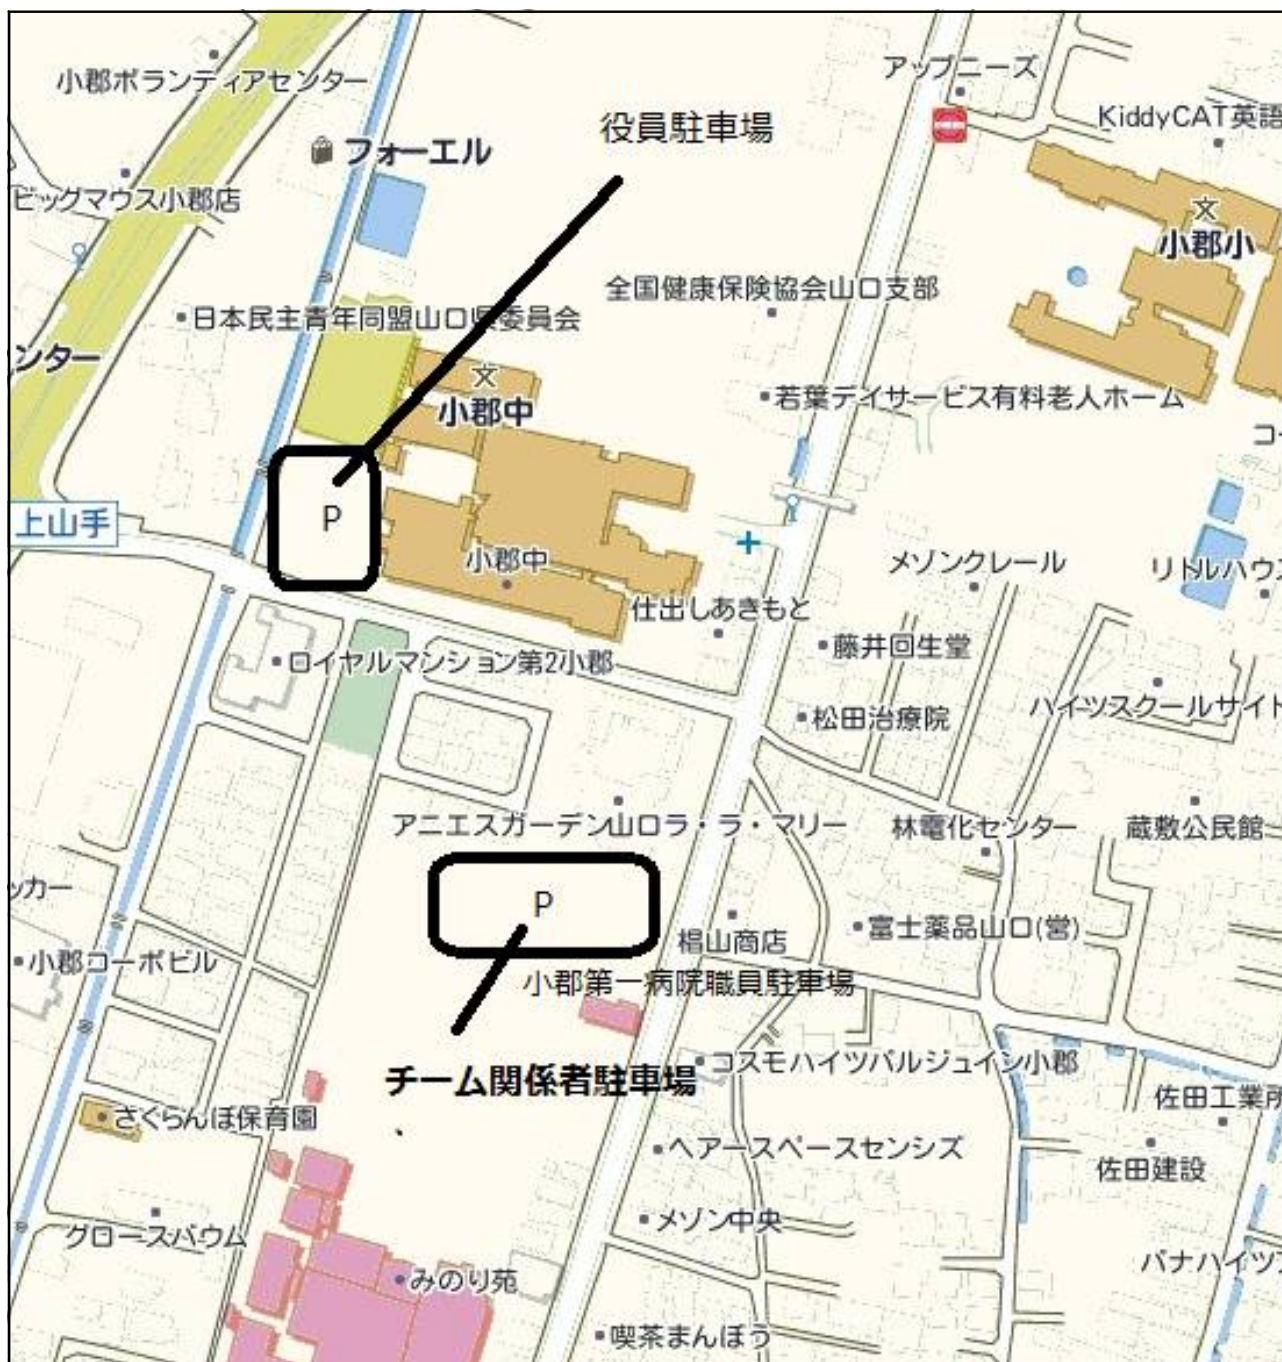 小郡ボランティアセンター
アップニーズ
KiddyCAT英語
役員駐車場
フォーエル
ビッグマウス小郡店
文
小郡小
全国健康保険協会山口支部
日本民主青年同盟山口県委員会
ンター
文
小郡中
若葉デイサービス有料老人ホーム
コー
P
上山手
小郡中
メゾンクレール
リトルハウス
仕出しあきもと
藤井回生堂
ロイヤルマンション第2小郡
ハイツスクールサイト
松田治療院
アニエスガーデン山口ラ・ラ・マリー
林電化センター
蔵敷公民館
ッカー
P
椙山商店
富士薬品山口(営)
小郡コーポビル
小郡第一病院職員駐車場
コスモハイツパルジュイン小郡
チーム関係者駐車場
佐田工業所
さくらんぼ保育園
ヘアースペースセンシズ
佐田建設
メゾン中央
グロースバウム
バナハイツ
みのり苑
喫茶まんぼう